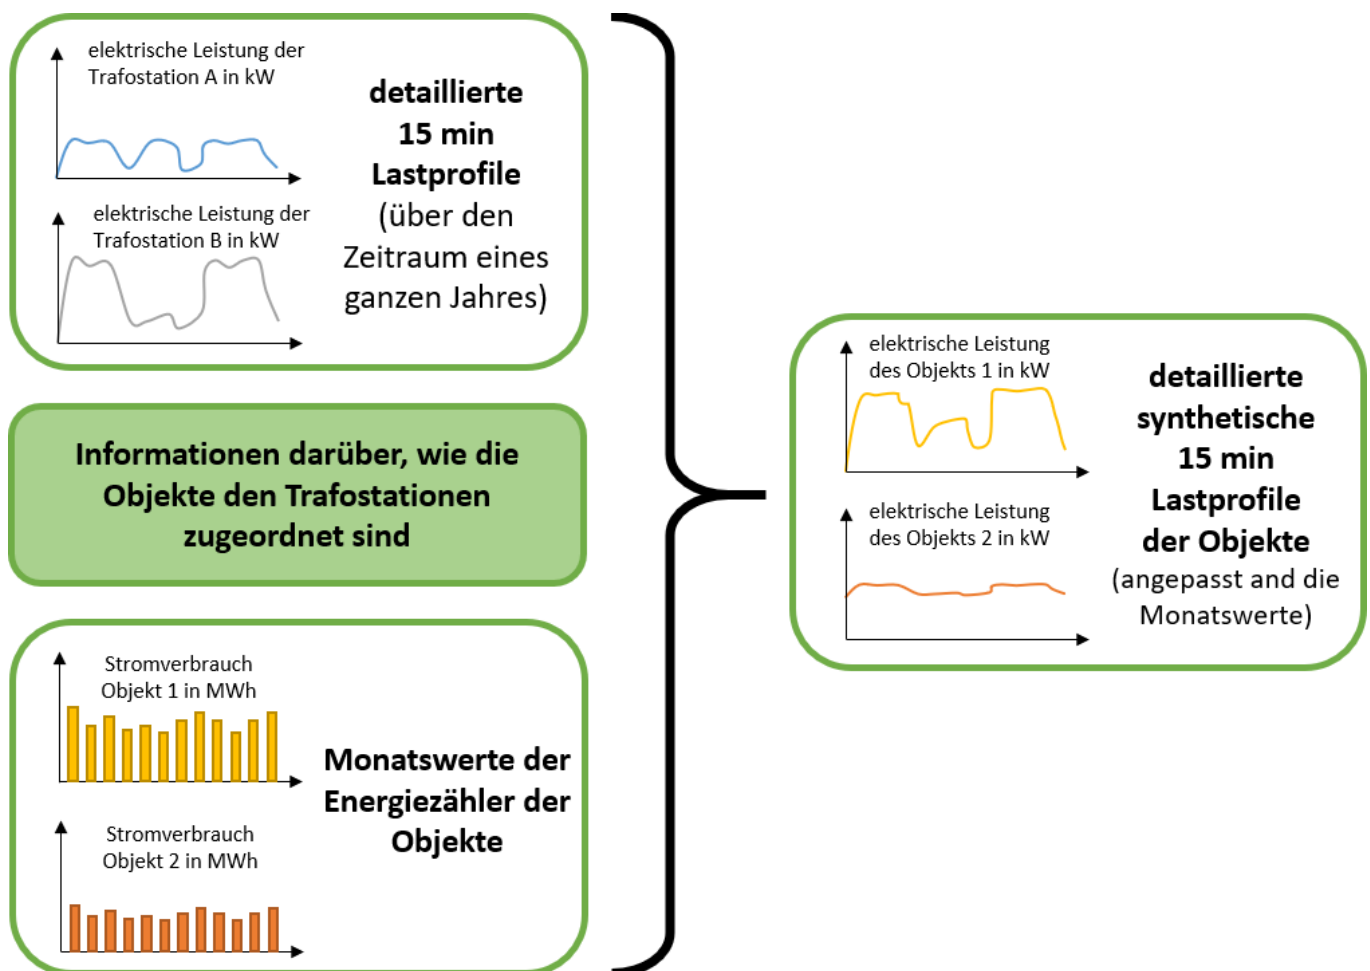 elektrische Leistung der
Trafostation A in kW
elektrische Leistung der
Trafostation B in kW
detaillierte
15 min
Lastprofile
(über den
Zeitraum eines
ganzen Jahres)
Informationen darüber, wie die
Objekte den Trafostationen
zugeordnet sind
Stromverbrauch
Objekt 1 in MWh
Stromverbrauch
Objekt 2 in MWh
Monatswerte der
Energiezähler der
Objekte
elektrische Leistung
des Objekts 1 in kW
elektrische Leistung
des Objekts 2 in kW
detaillierte
synthetische
15 min
Lastprofile
der Objekte
(angepasst and die
Monatswerte)